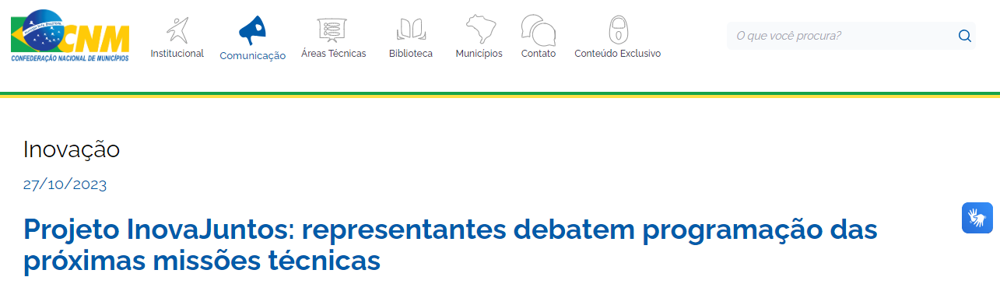 CNM
CONFEDERAÇÃO NACIONAL DE MUNICÍPIOS
Institucional
Comunicação
Áreas Técnicas
Biblioteca
Municípios
Contato
Conteúdo Exclusivo
O que você procura?
Inovação
27/10/2023
Projeto InovaJuntos: representantes debatem programação das
próximas missões técnicas